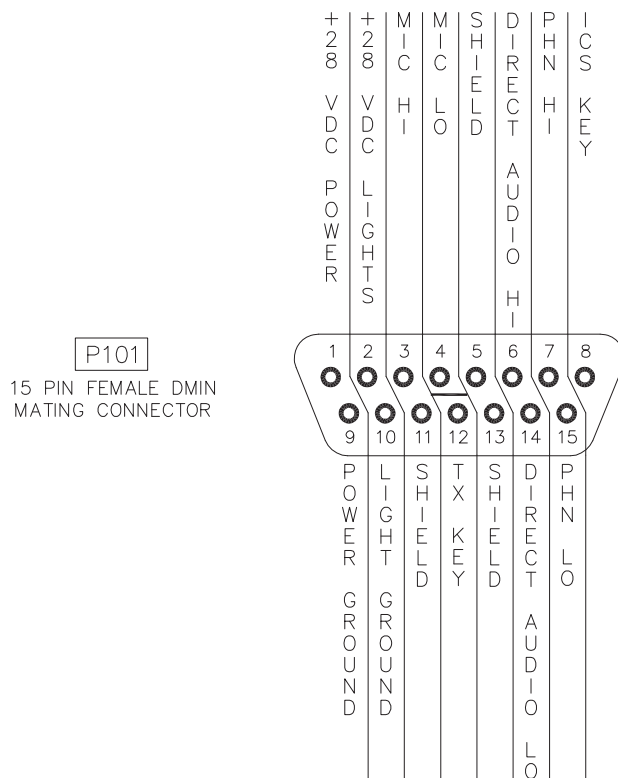 +28 VDC POWER
+28 VDC LIGHTS
MIC HI
MIC LO
SHIELD
DIRECT AUDIO HI
PHN HI
ICS KEY
P101
15 PIN FEMALE DMIN
MATING CONNECTOR
1 2 3 4 5 6 7 8
9 10 11 12 13 14 15
POWER GROUND
LIGHT GROUND
SHIELD
TX KEY
SHIELD
DIRECT AUDIO LO
PHN LO